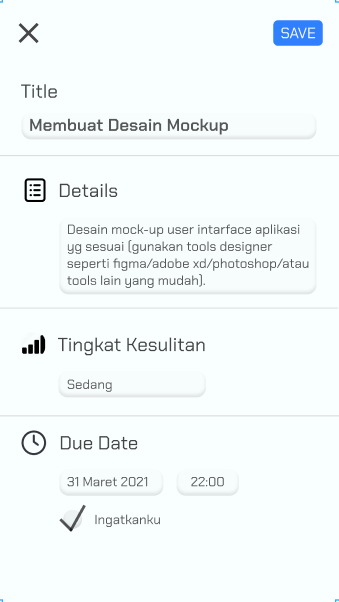 SAVE
Title
Membuat Desain Mockup
Details
Desain mock-up user intarface aplikasi
yg sesuai (gunakan tools designer
seperti figma/adobe xd/photoshop/atau
tools lain yang mudah).
Tingkat Kesulitan
Sedang
Due Date
31 Maret 2021 22:00
Ingatkanku